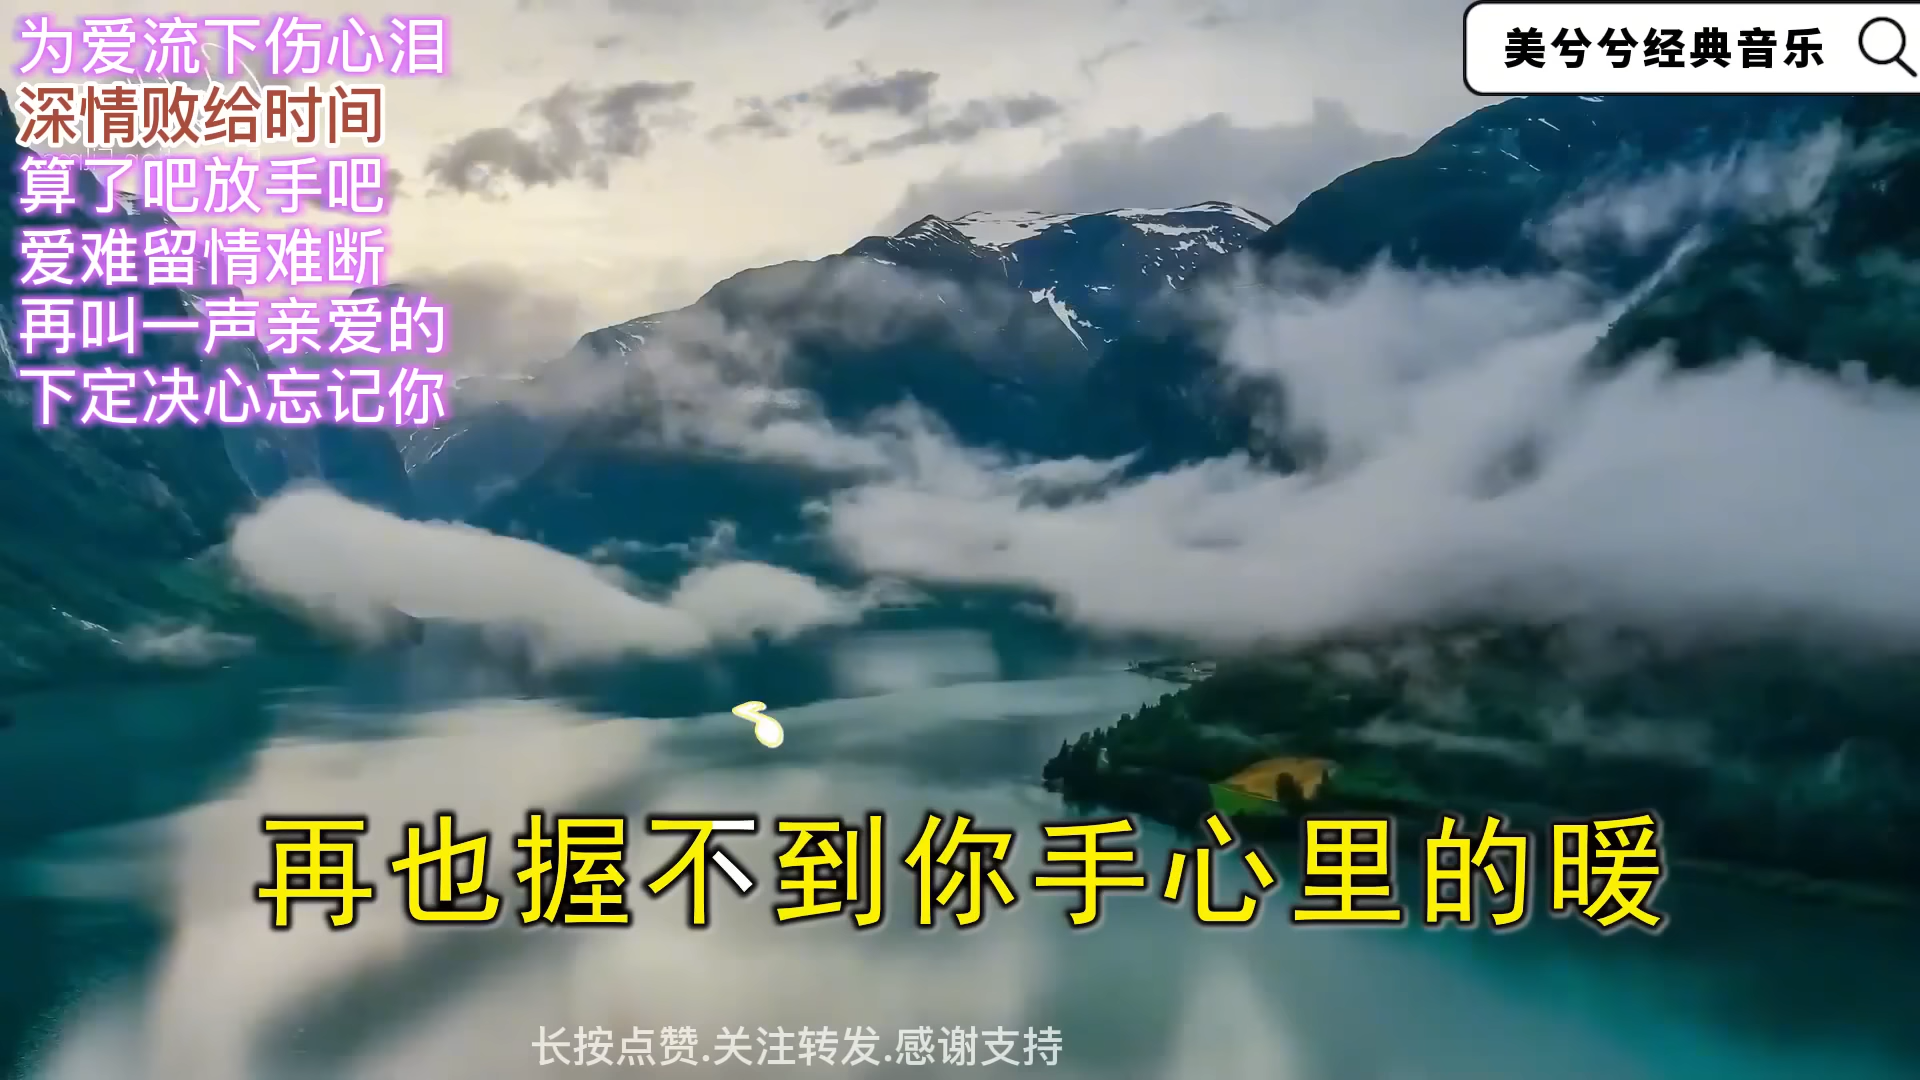 为爱流下伤心泪
美兮兮经典音乐
深情败给时间
算了吧放手吧
爱难留情难断
再叫一声亲爱的
下定决心忘记你
再也握不到你手心里的暖
长按点赞.关注转发.感谢支持